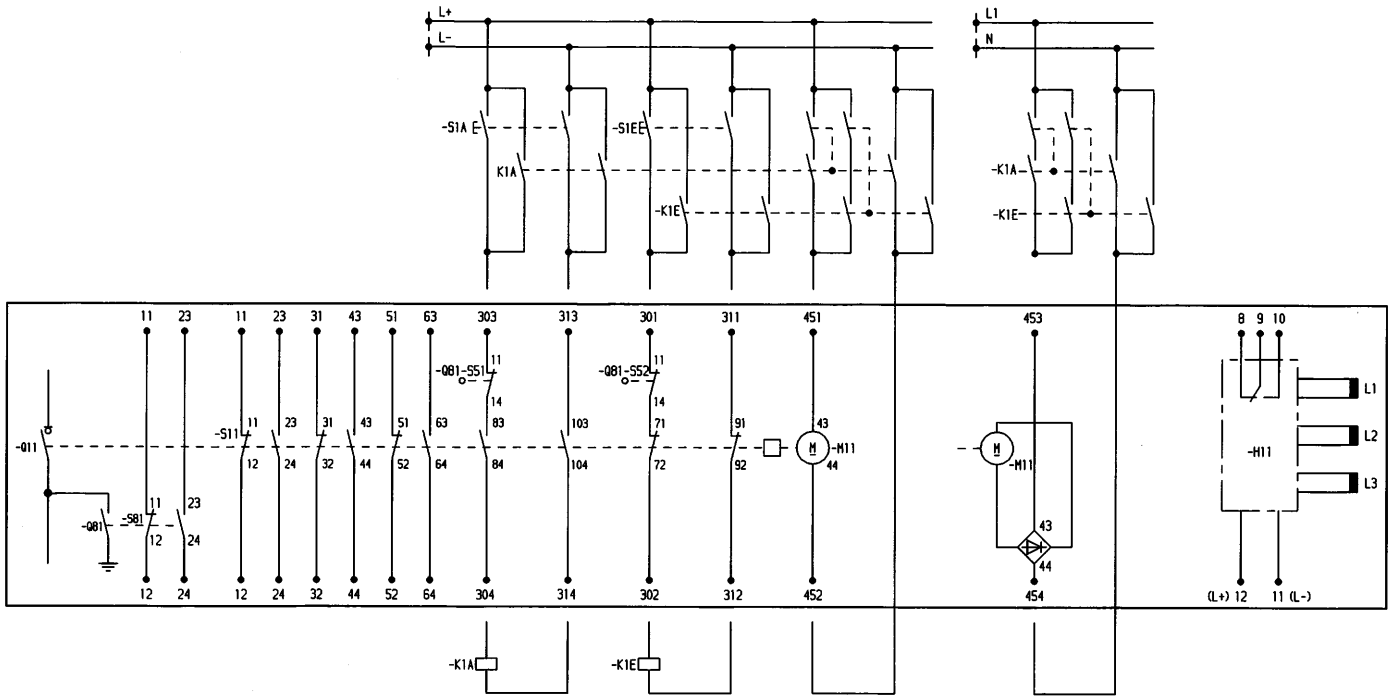 L+
L1
L-
N
-S1A E
-S1EE
K1A
-K1A
-K1E
-K1E
11 23 11 23 31 43 51 63 303 313 301 311 451 453 8 9 10
-Q81-S51 11
-Q81-S52 11
14
14
L1
-S11 11 23 31 43 51 63 83 103 71 91 43
-Q11
M -M11
M -M11
-H11
L2
12 24 32 44 52 64 84 104 72 92 44
L3
11 23
-Q81 -S81
12 24
43
44
12 24 12 24 32 44 52 64 304 314 302 312 452 454 (L+) 12 11 (L-)
-K1A
-K1E